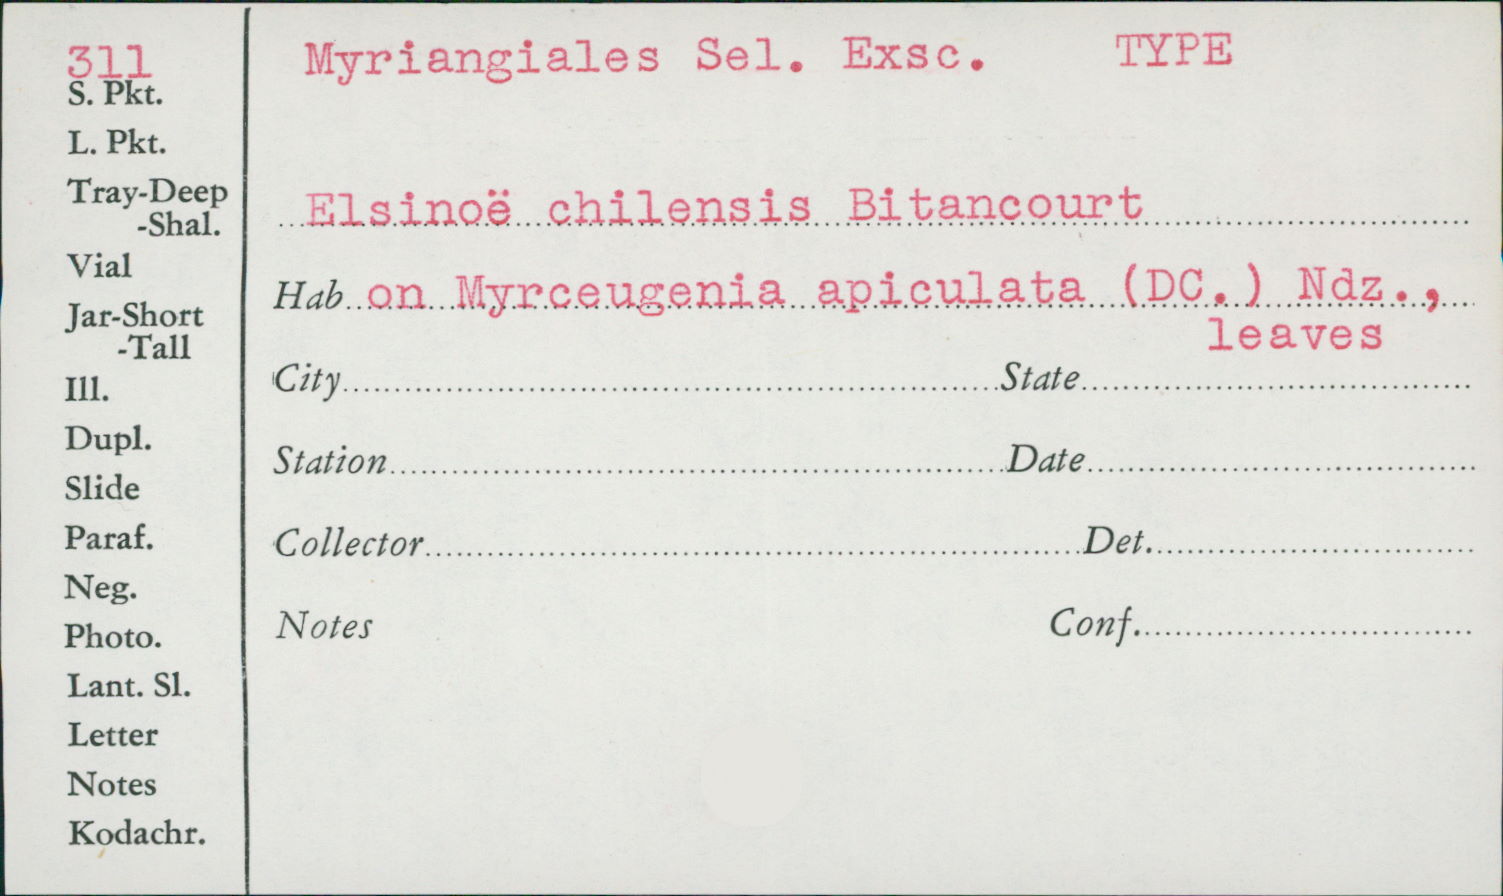 311
S. Pkt.
L. Pkt.
Tray-Deep
-Shal.
Vial
Jar-Short
-Tall
Ill.
Dupl.
Slide
Paraf.
Neg.
Photo.
Lant. Sl.
Letter
Notes
Kodachr.
Myriangiales Sel. Exsc. TYPE
Elsinoë chilensis Bitancourt
Hab on Myrceugenia apiculata (DC.) Ndz.,
leaves
City State
Station Date
Collector Det.
Notes Conf.